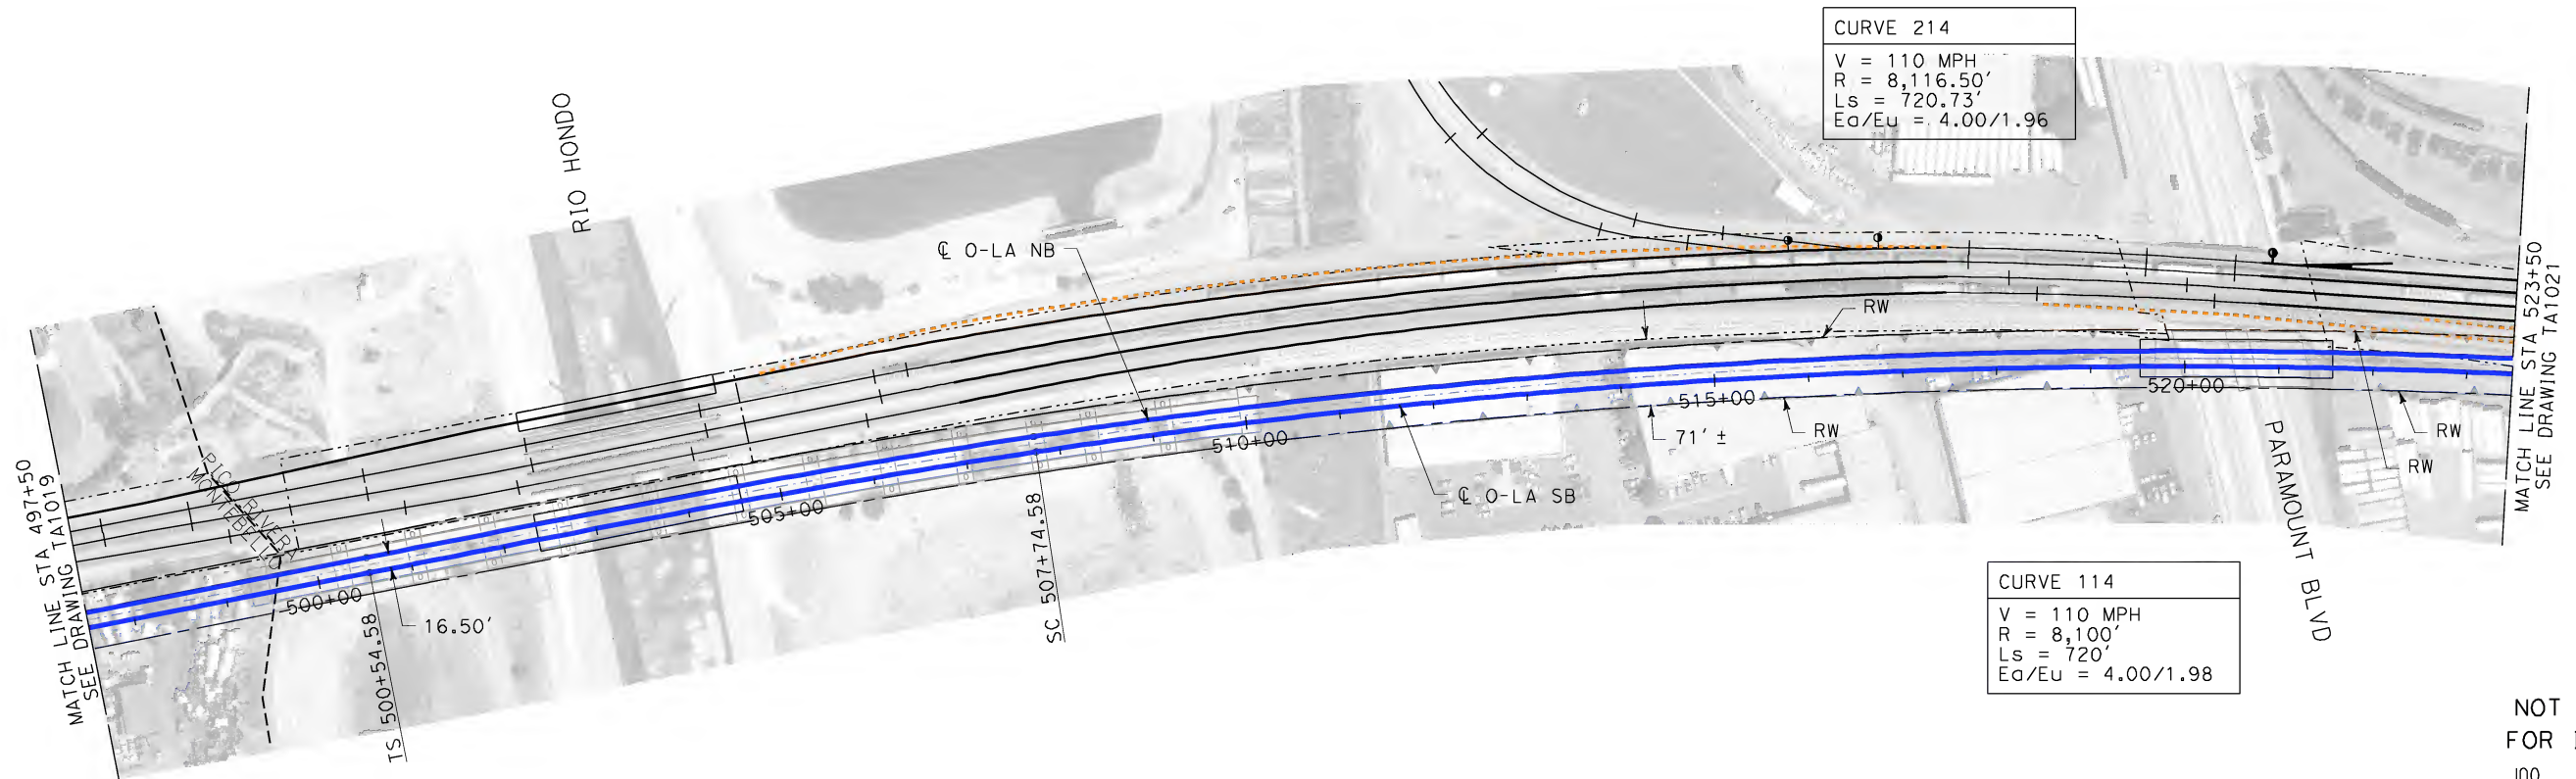 CURVE 214
V = 110 MPH
R = 8,116.50'
Ls = 720.73'
Ea/Eu = 4.00/1.96
RIO HONDO
℄ O-LA NB
RW
MATCH LINE STA 523+50
SEE DRAWING TA1021
520+00
515+00
71' ±
RW
RW
RW
510+00
℄ O-LA SB
505+00
PICO RIVERA
MONTEBELLO
MATCH LINE STA 497+50
SEE DRAWING TA1019
500+00
16.50'
TS 500+54.58
SC 507+74.58
PARAMOUNT BLVD
CURVE 114
V = 110 MPH
R = 8,100'
Ls = 720'
Ea/Eu = 4.00/1.98
NOT
FOR
100